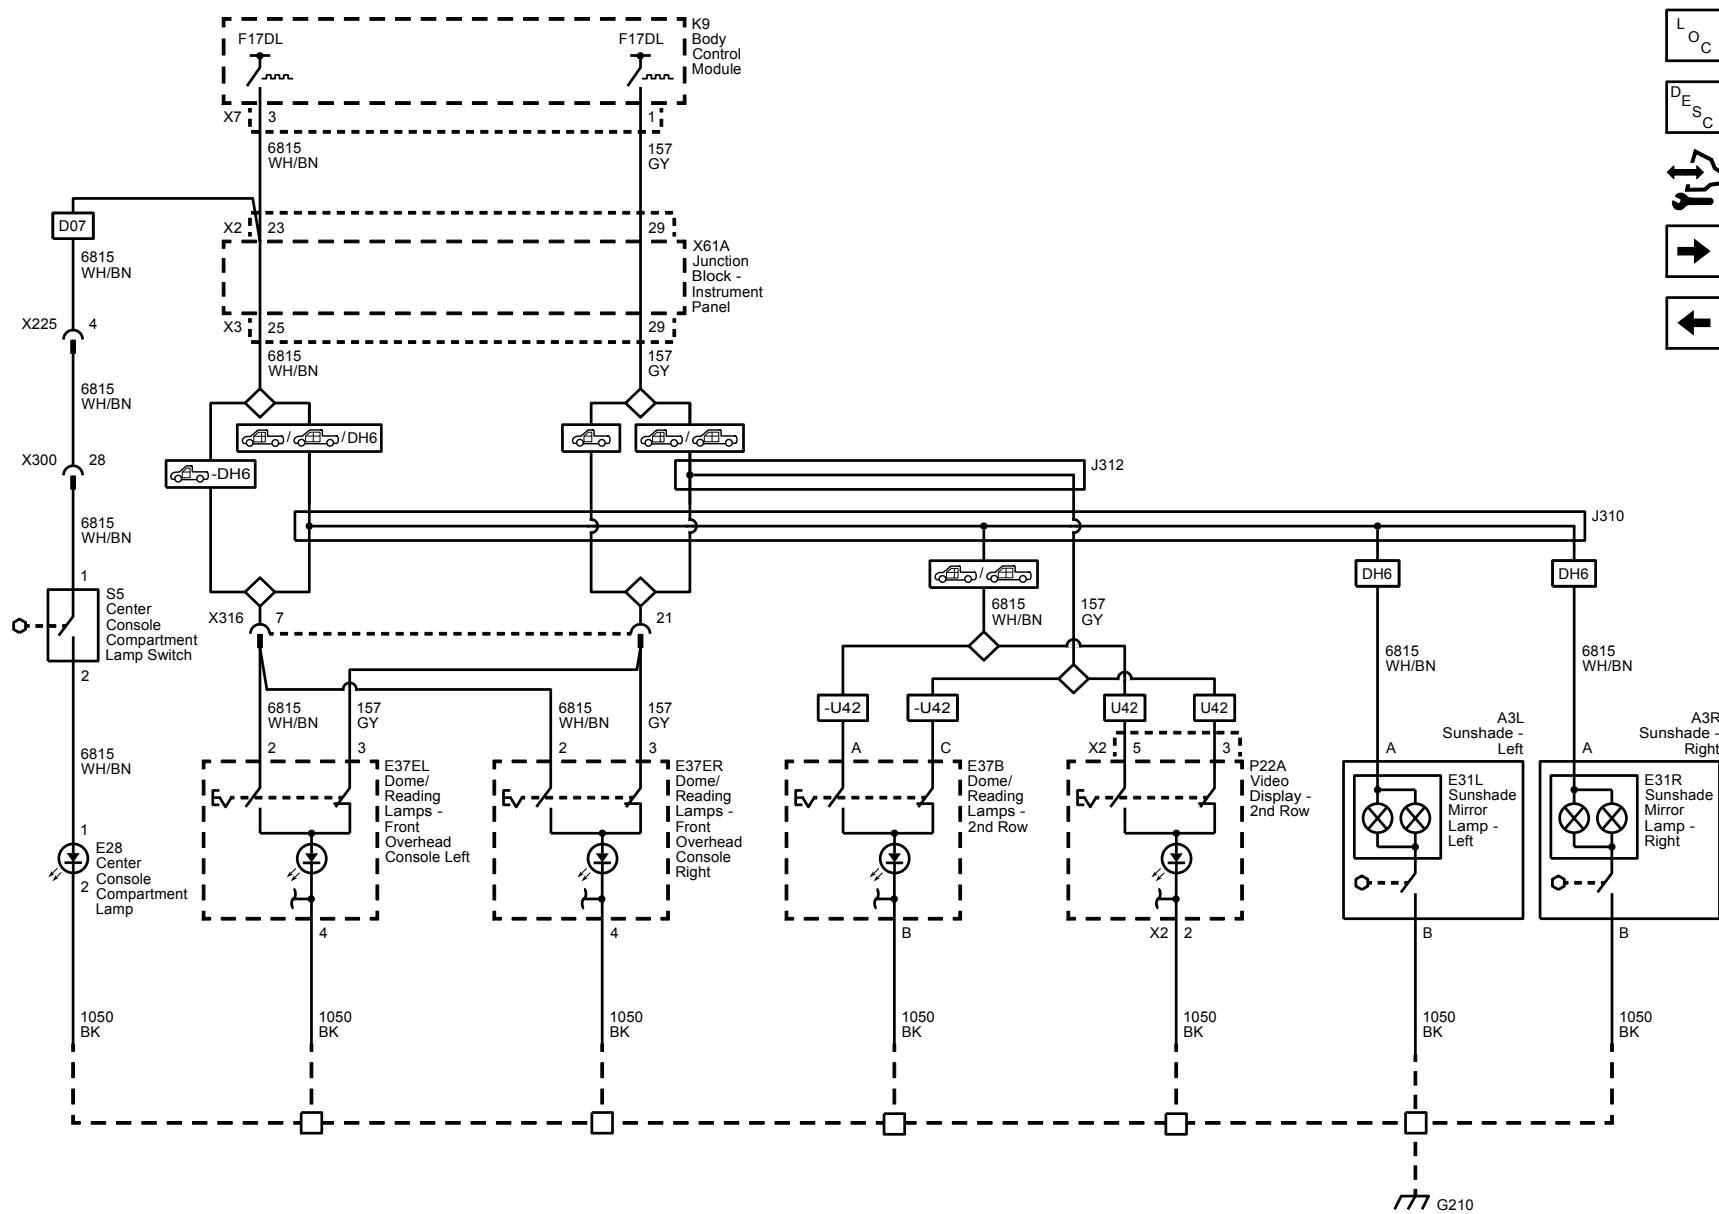 K9
Body
Control
Module
F17DL
F17DL
L
O
C
D
E
S
C
X7
3
1
6815
WH/BN
157
GY
D07
X2
23
29
6815
WH/BN
X61A
Junction
Block -
Instrument
Panel
X225
4
X3
25
29
6815
WH/BN
157
GY
6815
WH/BN
/
/DH6
/
X300
28
-DH6
J312
6815
WH/BN
J310
1
S5
Center
Console
Compartment
Lamp Switch
2
/
DH6
DH6
X316
7
21
6815
WH/BN
157
GY
6815
WH/BN
6815
WH/BN
6815
WH/BN
157
GY
6815
WH/BN
157
GY
-U42
-U42
U42
U42
6815
WH/BN
2
3
2
3
A
C
X2
5
3
A3L
Sunshade -
Left
A
A3R
Sunshade -
Right
A
E37EL
Dome/
Reading
Lamps -
Front
Overhead
Console Left
E37ER
Dome/
Reading
Lamps -
Front
Overhead
Console
Right
E37B
Dome/
Reading
Lamps -
2nd Row
P22A
Video
Display -
2nd Row
E31L
Sunshade
Mirror
Lamp -
Left
E31R
Sunshade
Mirror
Lamp -
Right
1
E28
Center
Console
Compartment
Lamp
2
4
4
B
X2
2
B
B
1050
BK
1050
BK
1050
BK
1050
BK
1050
BK
1050
BK
1050
BK
G210